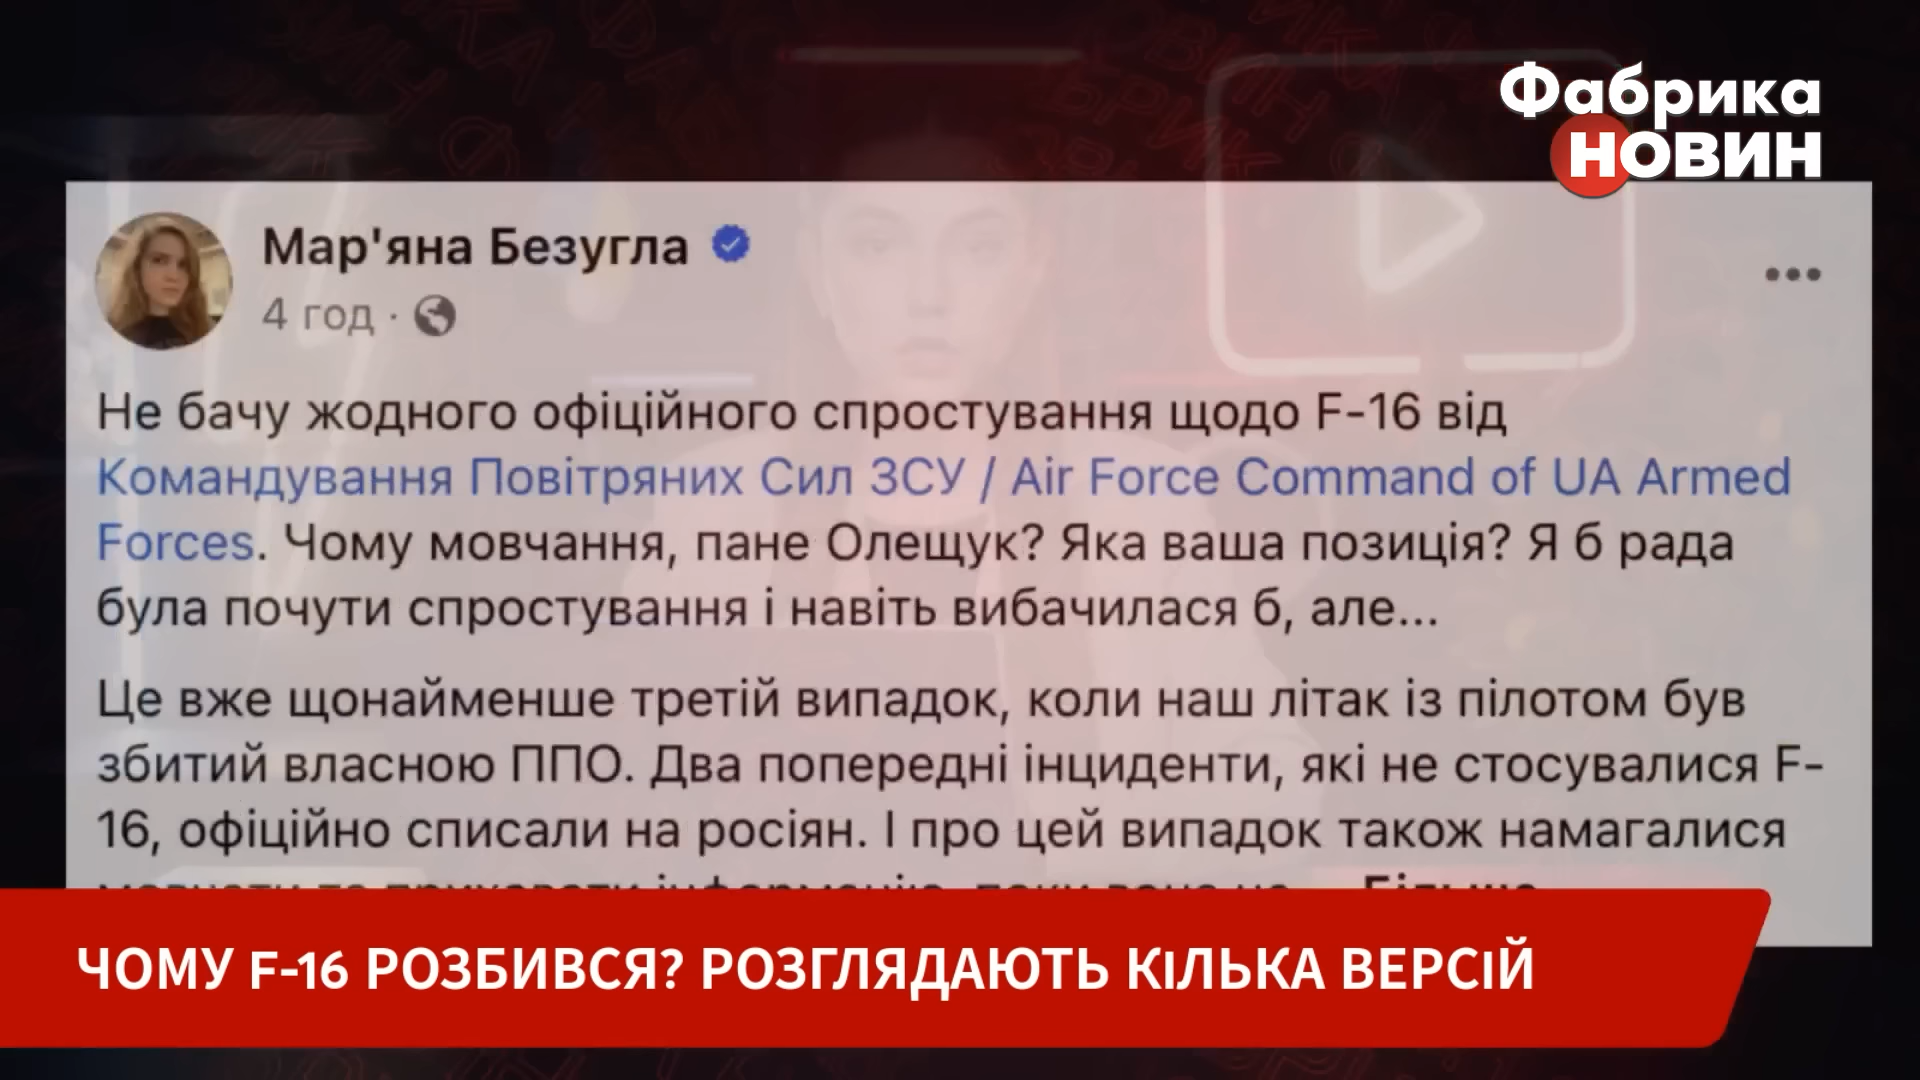 Фабрика
новин
Мар'яна Безугла
4 год ·
Не бачу жодного офіційного спростування щодо F-16 від
Командування Повітряних Сил ЗСУ / Air Force Command of UA Armed
Forces. Чому мовчання, пане Олещук? Яка ваша позиція? Я б рада
була почути спростування і навіть вибачилася б, але...
Це вже щонайменше третій випадок, коли наш літак із пілотом був
збитий власною ППО. Два попередні інциденти, які не стосувалися F-
16, офіційно списали на росіян. І про цей випадок також намагалися
ЧОМУ F-16 РОЗБИВСЯ? РОЗГЛЯДАЮТЬ КІЛЬКА ВЕРСІЙ